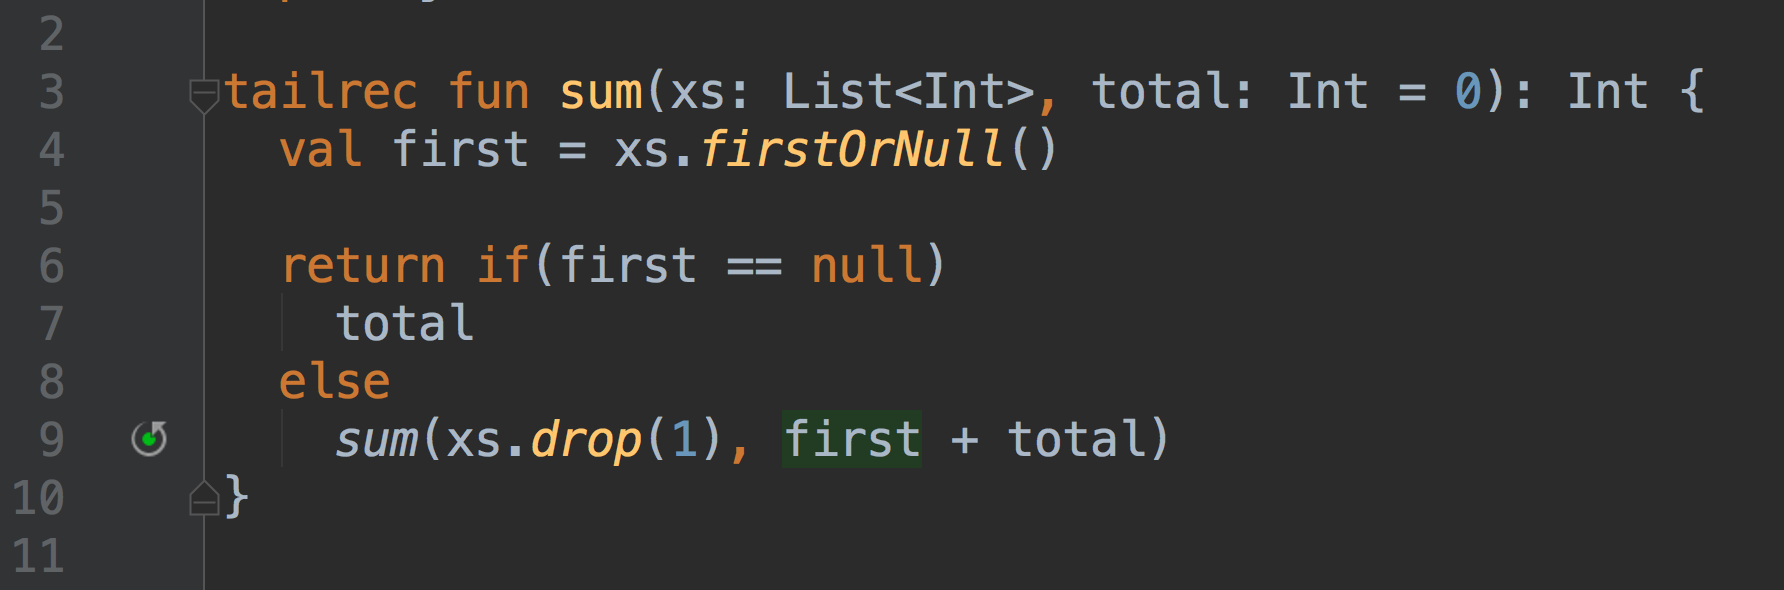 2
3 tailrec fun sum(xs: List<Int>, total: Int = 0): Int {
4 val first = xs.firstOrNull()
5
6 return if(first == null)
7 total
8 else
9 sum(xs.drop(1), first + total)
10 }
11